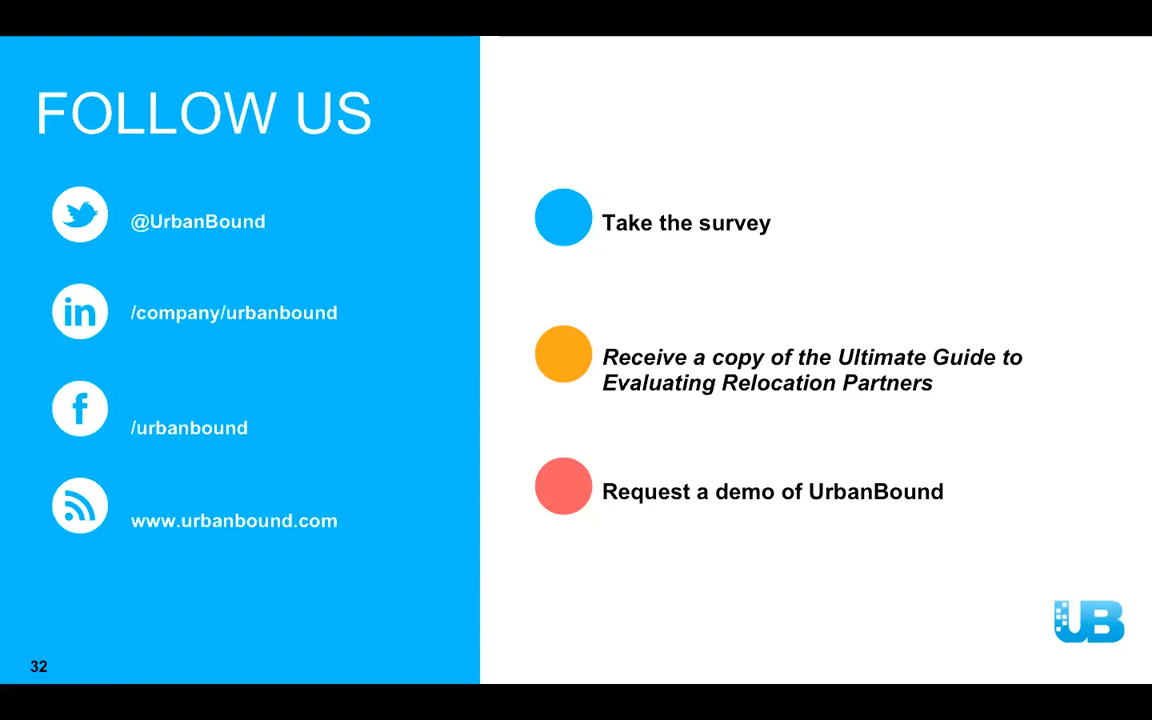 FOLLOW US
@UrbanBound
/company/urbanbound
/urbanbound
www.urbanbound.com
32
Take the survey
Receive a copy of the Ultimate Guide to
Evaluating Relocation Partners
Request a demo of UrbanBound
UB